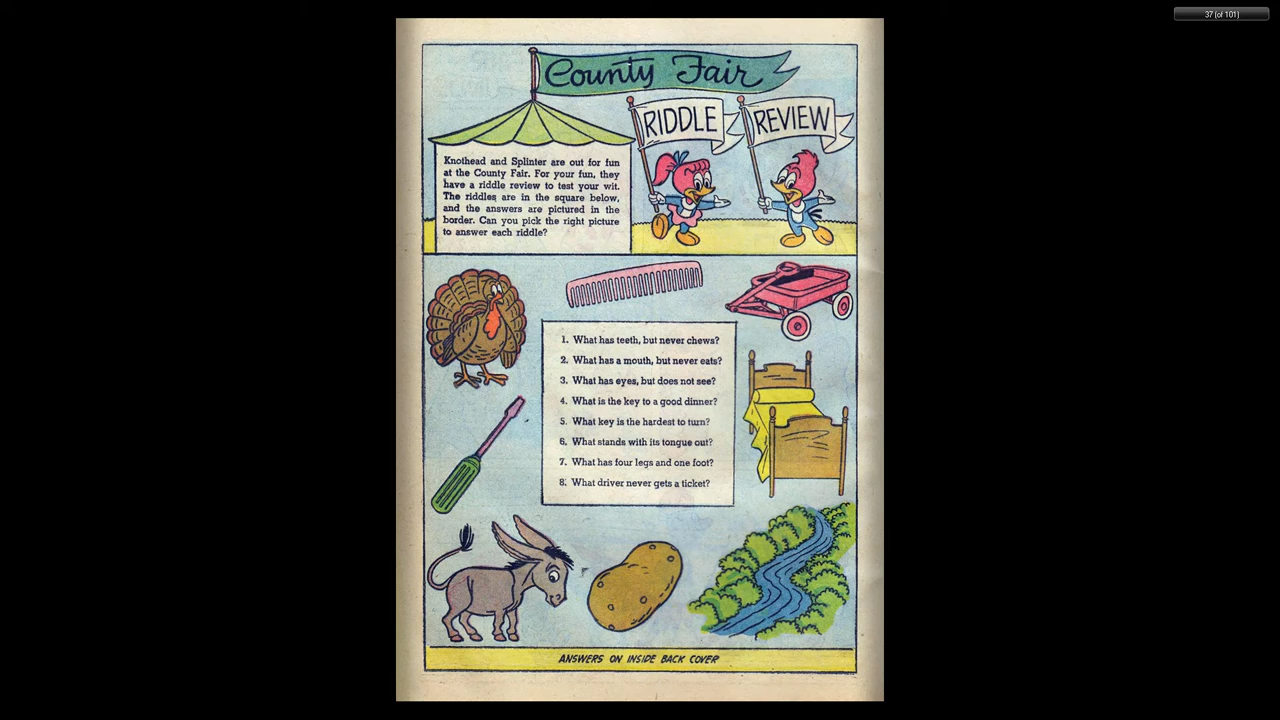 37 (of 101)
County Fair
RIDDLE REVIEW
Knothead and Splinter are out for fun
at the County Fair. For your fun, they
have a riddle review to test your wit.
The riddles are in the square below,
and the answers are pictured in the
border. Can you pick the right picture
to answer each riddle?
1. What has teeth, but never chews?
2. What has a mouth, but never eats?
3. What has eyes, but does not see?
4. What is the key to a good dinner?
5. What key is the hardest to turn?
6. What stands with its tongue out?
7. What has four legs and one foot?
8. What driver never gets a ticket?
ANSWERS ON INSIDE BACK COVER